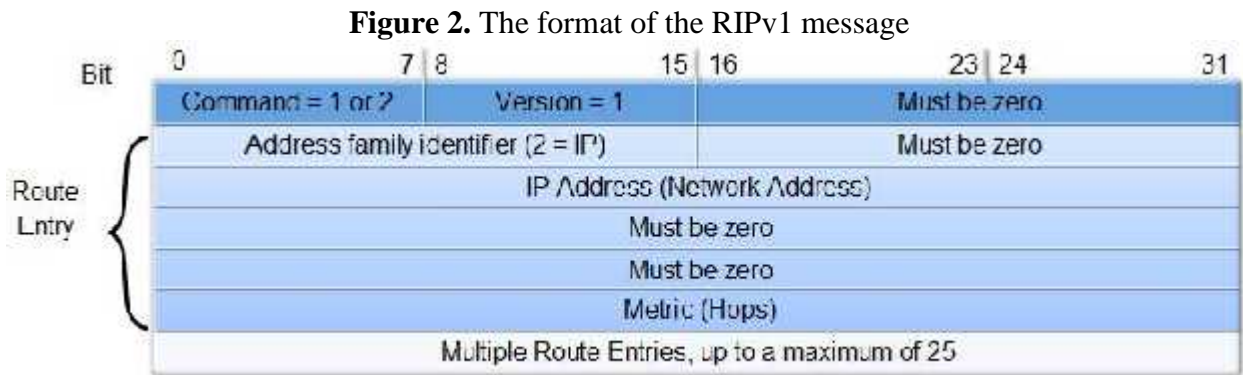 Figure 2. The format of the RIPv1 message
Bit 0 7 8 15 16 23 24 31
Command = 1 or 2 Version = 1 Must be zero
Address family identifier (2 = IP) Must be zero
IP Address (Network Address)
Must be zero
Must be zero
Metric (Hops)
Route
Entry
Multiple Route Entries, up to a maximum of 25